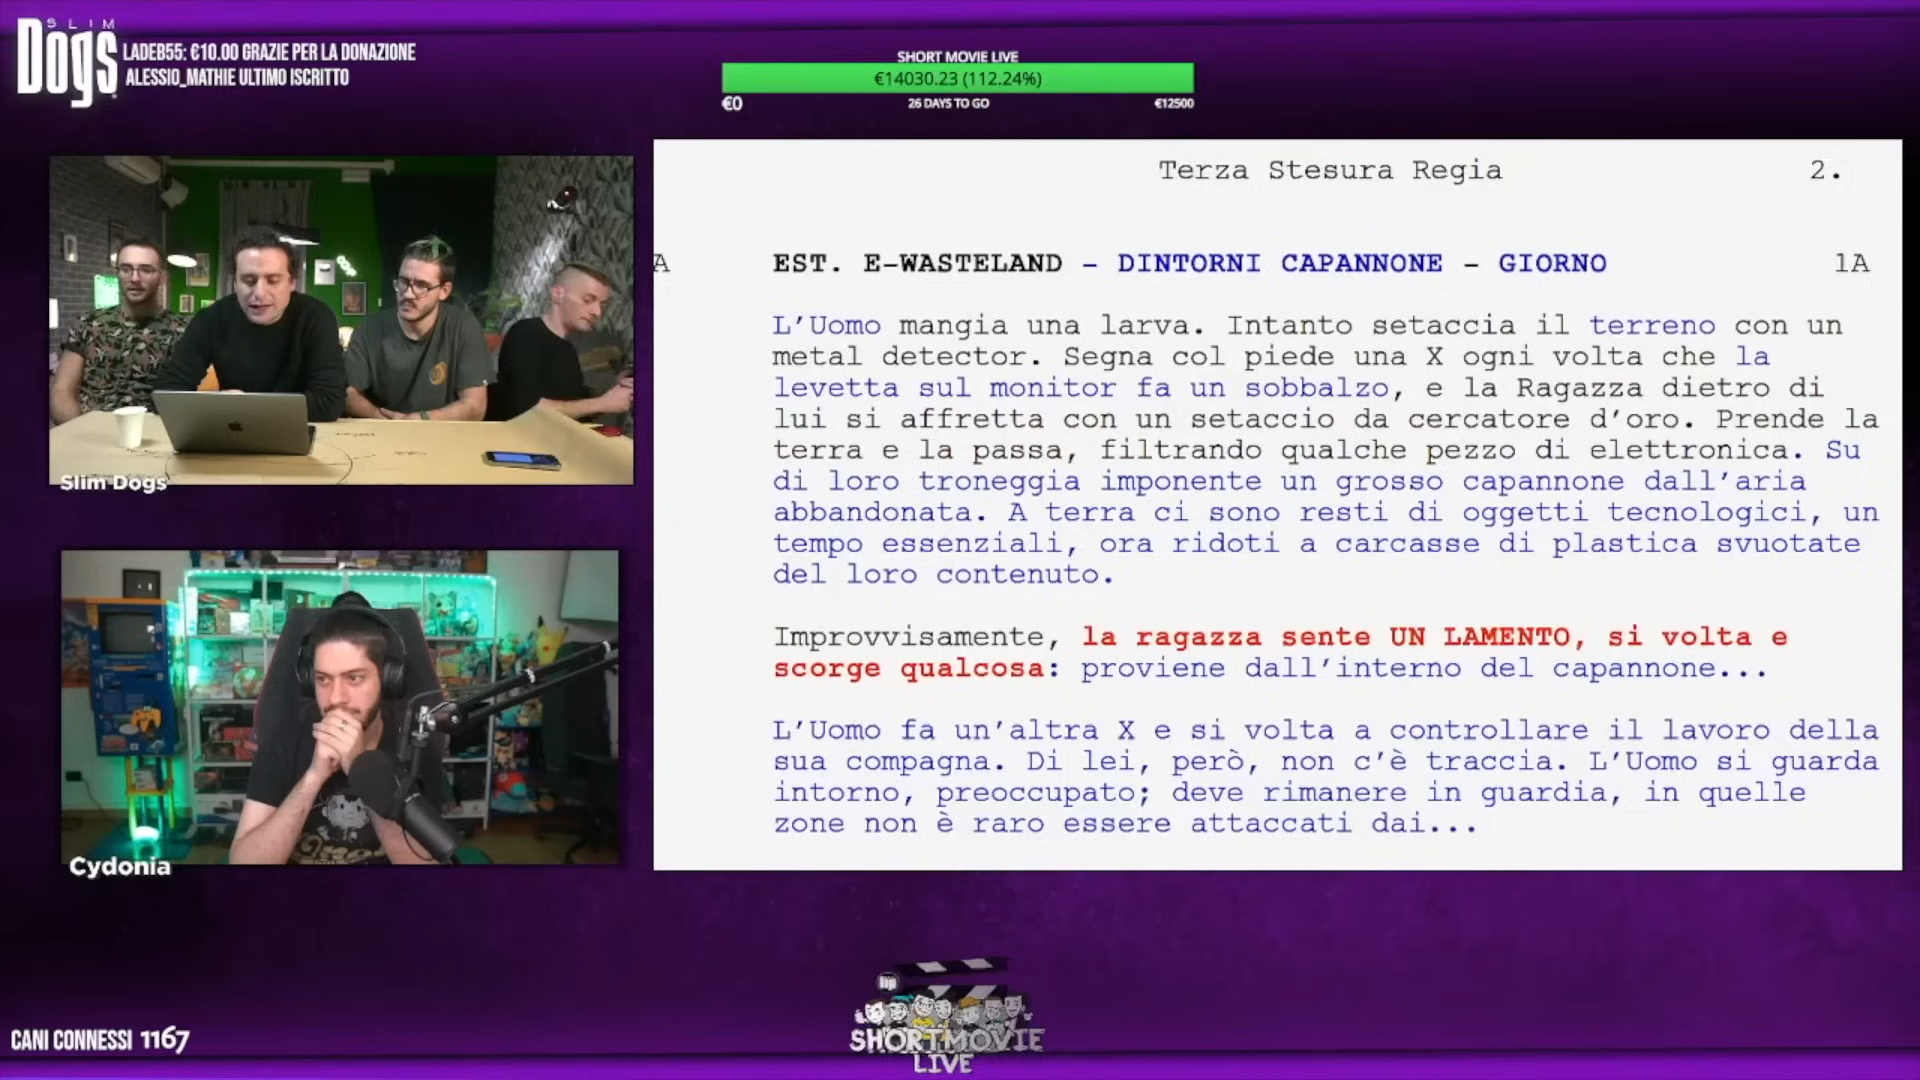 SLIM
Dogs
LADEB55: €10.00 GRAZIE PER LA DONAZIONE
ALESSIO_MATHIE ULTIMO ISCRITTO
SHORT MOVIE LIVE
€14030.23 (112.24%)
€0
26 DAYS TO GO
€12500
Terza Stesura Regia 2.
A EST. E-WASTELAND - DINTORNI CAPANNONE - GIORNO 1A
L'Uomo mangia una larva. Intanto setaccia il terreno con un
metal detector. Segna col piede una X ogni volta che la
levetta sul monitor fa un sobbalzo, e la Ragazza dietro di
lui si affretta con un setaccio da cercatore d'oro. Prende la
terra e la passa, filtrando qualche pezzo di elettronica. Su
di loro troneggia imponente un grosso capannone dall'aria
abbandonata. A terra ci sono resti di oggetti tecnologici, un
tempo essenziali, ora ridoti a carcasse di plastica svuotate
del loro contenuto.
Improvvisamente, la ragazza sente UN LAMENTO, si volta e
scorge qualcosa: proviene dall'interno del capannone...
L'Uomo fa un'altra X e si volta a controllare il lavoro della
sua compagna. Di lei, però, non c'è traccia. L'Uomo si guarda
intorno, preoccupato; deve rimanere in guardia, in quelle
zone non è raro essere attaccati dai...
Slim Dogs
Cydonia
CANI CONNESSI 1167
SHORTMOVIE
LIVE